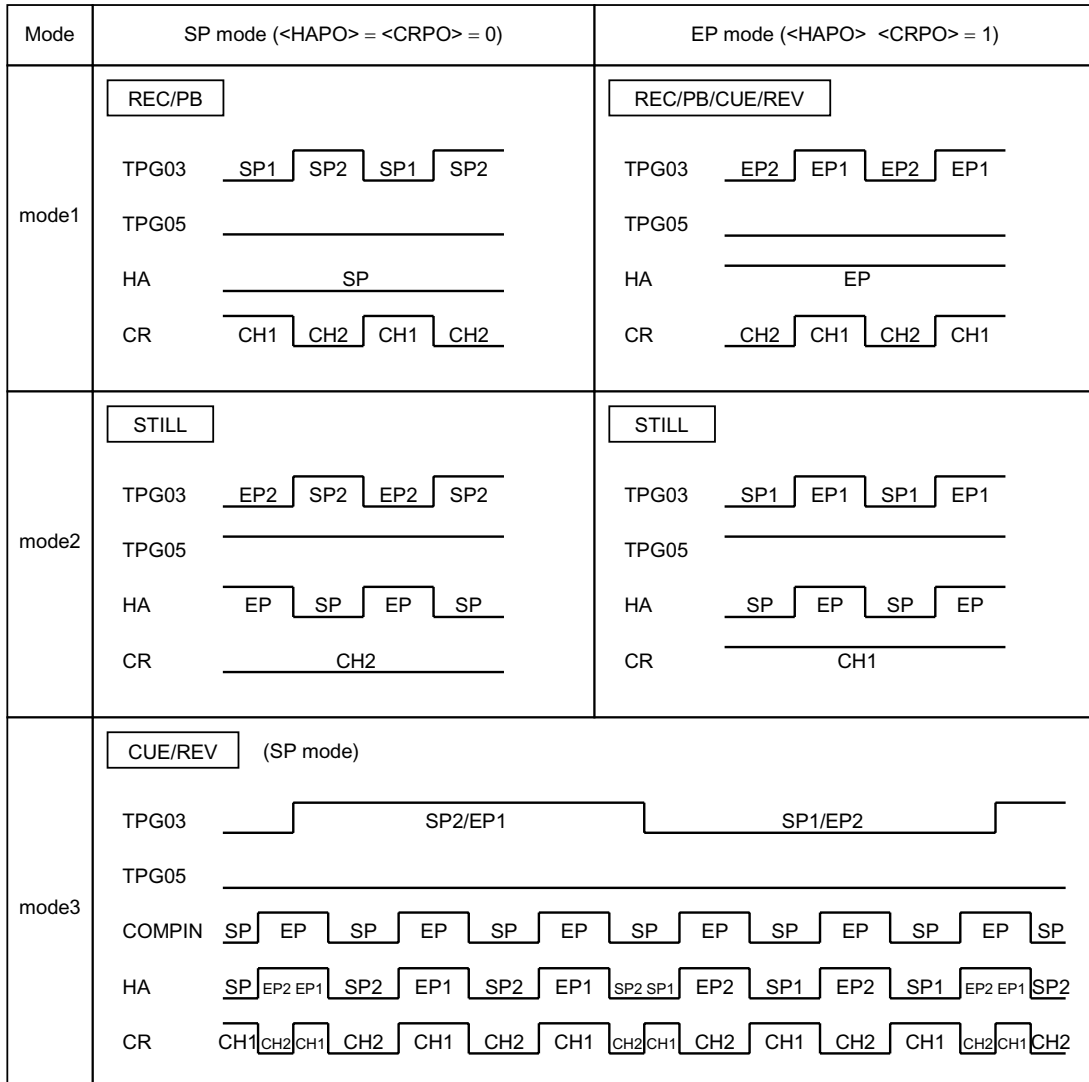 Mode SP mode (<HAPO> = <CRPO> = 0) EP mode (<HAPO> <CRPO> = 1)
mode1
REC/PB
TPG03 SP1 SP2 SP1 SP2
TPG05
HA SP
CR CH1 CH2 CH1 CH2
REC/PB/CUE/REV
TPG03 EP2 EP1 EP2 EP1
TPG05
HA EP
CR CH2 CH1 CH2 CH1
mode2
STILL
TPG03 EP2 SP2 EP2 SP2
TPG05
HA EP SP EP SP
CR CH2
STILL
TPG03 SP1 EP1 SP1 EP1
TPG05
HA SP EP SP EP
CR CH1
mode3
CUE/REV (SP mode)
TPG03 SP2/EP1 SP1/EP2
TPG05
COMPIN SP EP SP EP SP EP SP EP SP EP SP EP SP
HA SP EP2 EP1 SP2 EP1 SP2 EP1 SP2 SP1 EP2 SP1 EP2 SP1 EP2 EP1 SP2
CR CH1 CH2 CH1 CH2 CH1 CH2 CH1 CH2 CH1 CH2 CH1 CH2 CH1 CH2 CH1 CH2